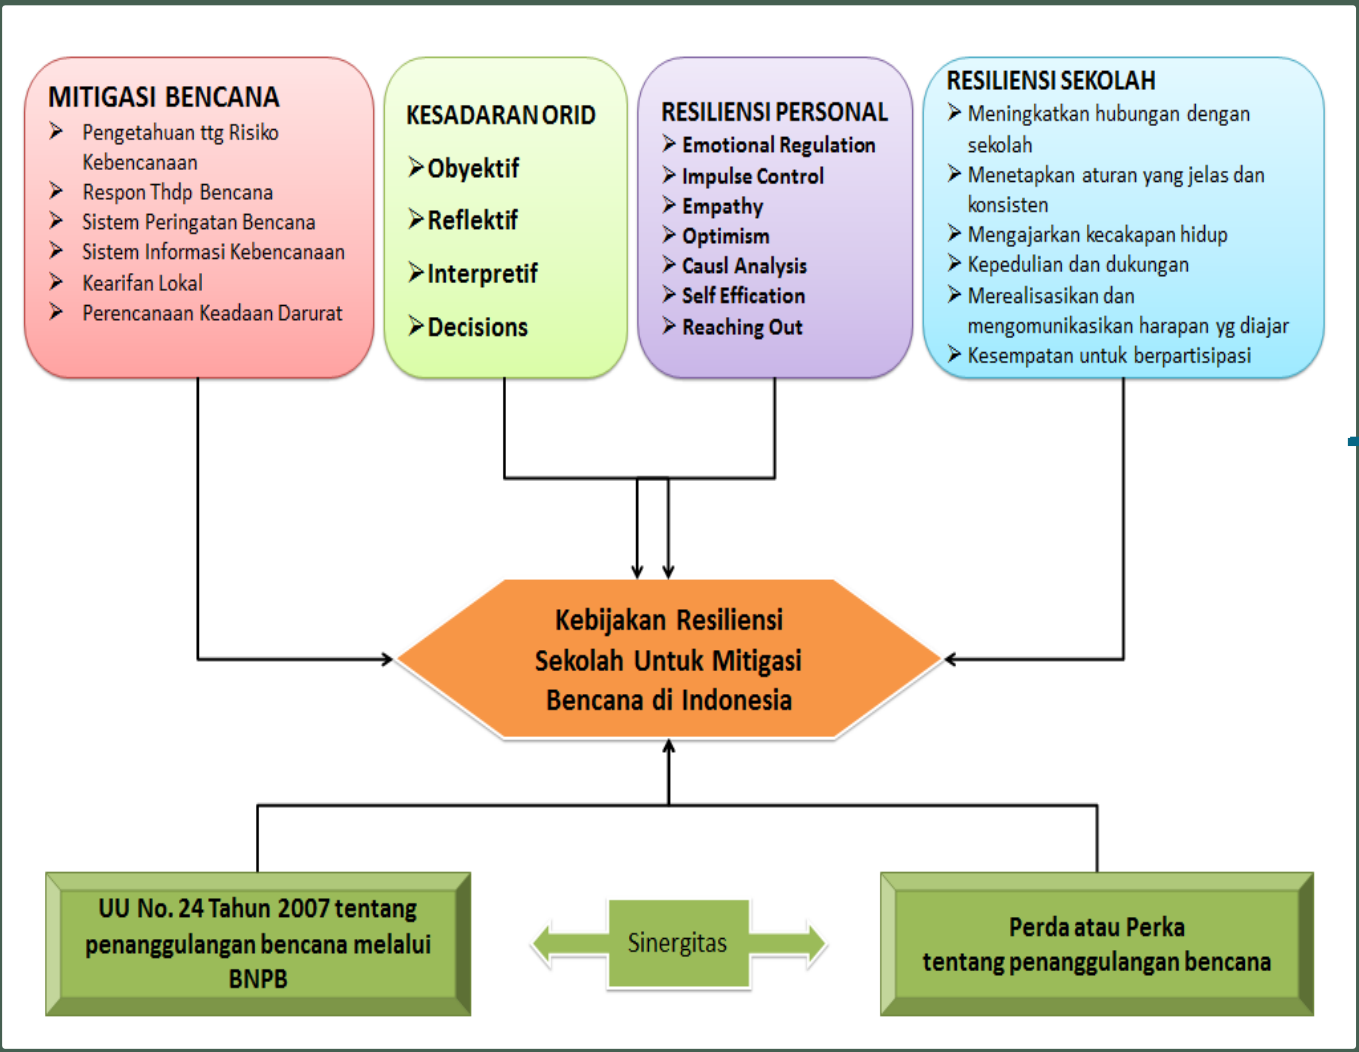 MITIGASI BENCANA
Pengetahuan ttg Risiko
Kebencanaan
Respon Thdp Bencana
Sistem Peringatan Bencana
Sistem Informasi Kebencanaan
Kearifan Lokal
Perencanaan Keadaan Darurat
KESADARAN ORID
Obyektif
Reflektif
Interpretif
Decisions
RESILIENSI PERSONAL
Emotional Regulation
Impulse Control
Empathy
Optimism
Causl Analysis
Self Effication
Reaching Out
RESILIENSI SEKOLAH
Meningkatkan hubungan dengan
sekolah
Menetapkan aturan yang jelas dan
konsisten
Mengajarkan kecakapan hidup
Kepedulian dan dukungan
Merealisasikan dan
mengomunikasikan harapan yg diajar
Kesempatan untuk berpartisipasi
Kebijakan Resiliensi
Sekolah Untuk Mitigasi
Bencana di Indonesia
UU No. 24 Tahun 2007 tentang
penanggulangan bencana melalui
BNPB
Sinergitas
Perda atau Perka
tentang penanggulangan bencana